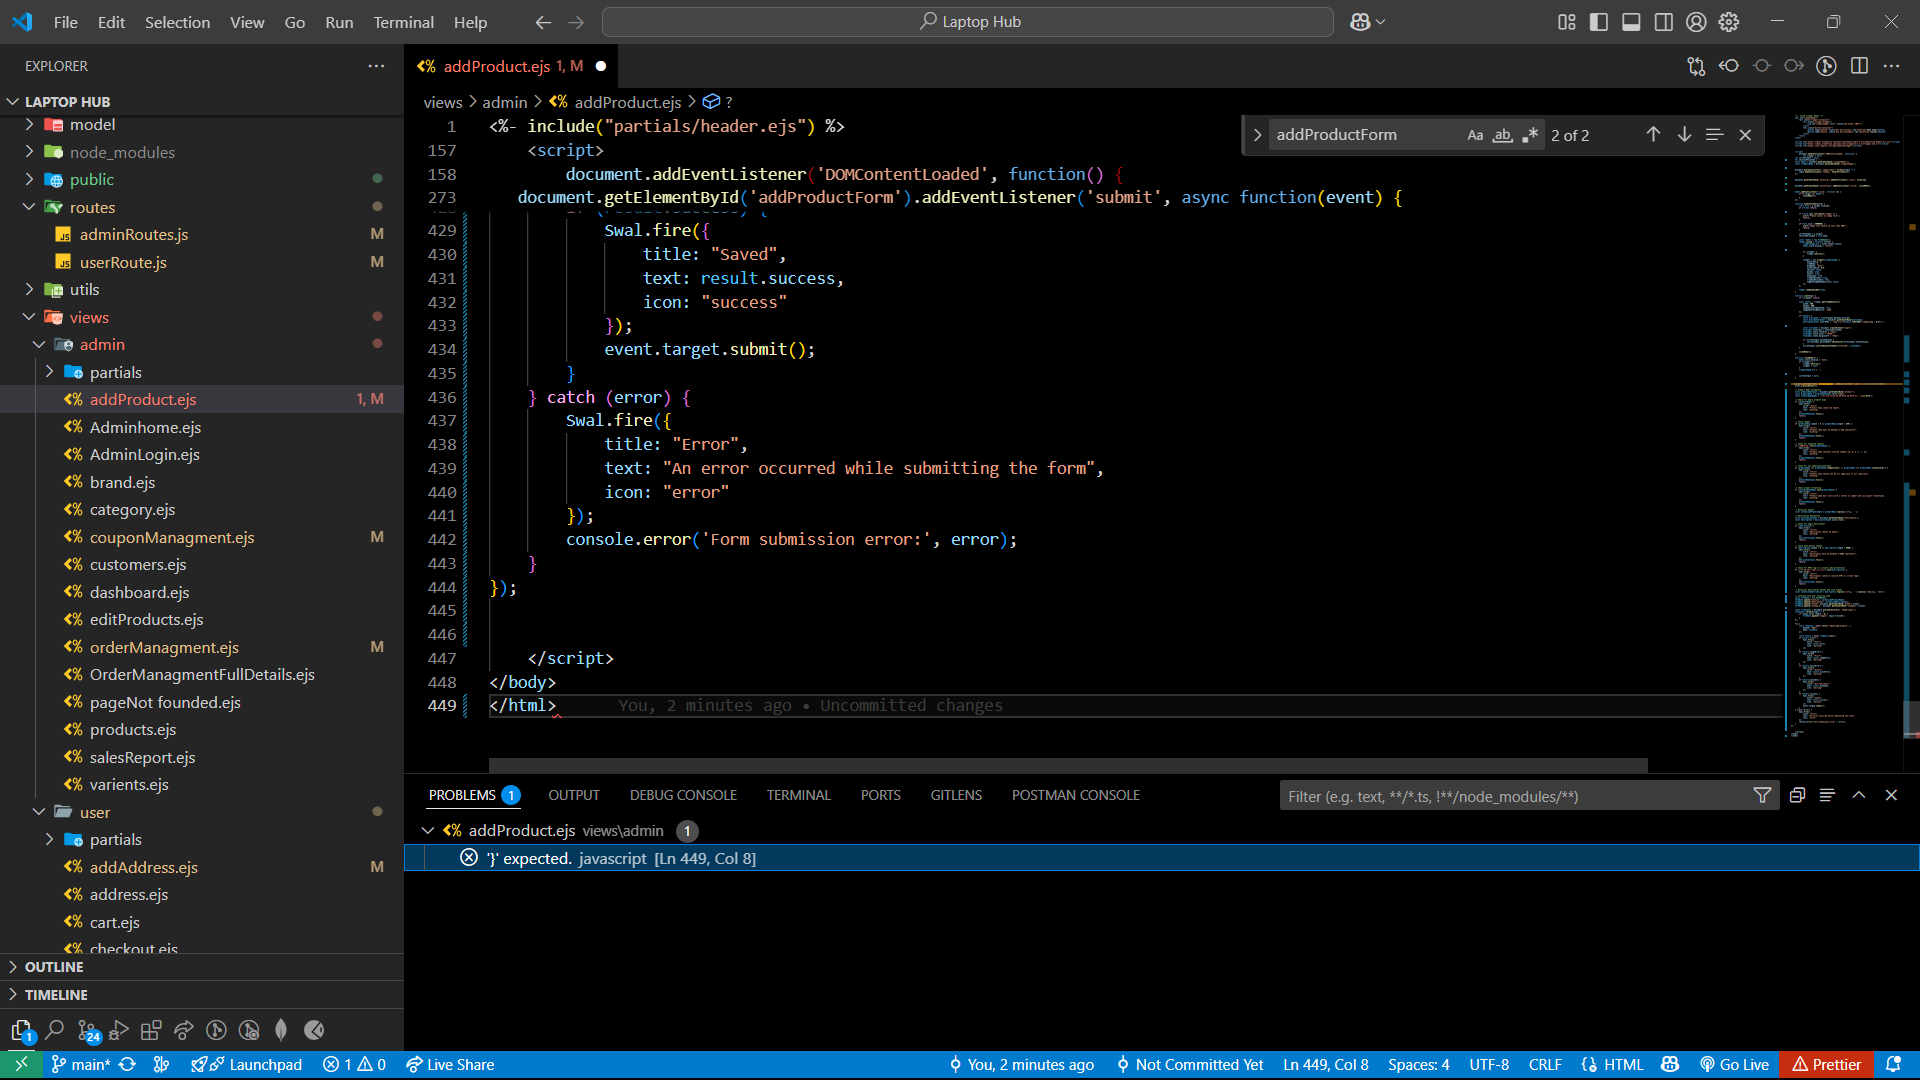 File Edit Selection View Go Run Terminal Help
Laptop Hub
EXPLORER
LAPTOP HUB
model
node_modules
public
routes
adminRoutes.js M
userRoute.js M
utils
views
admin
partials
addProduct.ejs 1, M
Adminhome.ejs
AdminLogin.ejs
brand.ejs
category.ejs
couponManagment.ejs M
customers.ejs
dashboard.ejs
editProducts.ejs
orderManagment.ejs M
OrderManagmentFullDetails.ejs
pageNot founded.ejs
products.ejs
salesReport.ejs
varients.ejs
user
partials
addAddress.ejs M
address.ejs
cart.ejs
checkout.ejs
OUTLINE
TIMELINE
1
24
addProduct.ejs 1, M
views > admin > addProduct.ejs > ?
addProductForm Aa ab 2 of 2
1 <%- include("partials/header.ejs") %>
157 <script>
158 document.addEventListener('DOMContentLoaded', function() {
273 document.getElementById('addProductForm').addEventListener('submit', async function(event) {
429 Swal.fire({
430 title: "Saved",
431 text: result.success,
432 icon: "success"
433 });
434 event.target.submit();
435 }
436 } catch (error) {
437 Swal.fire({
438 title: "Error",
439 text: "An error occurred while submitting the form",
440 icon: "error"
441 });
442 console.error('Form submission error:', error);
443 }
444 });
445
446
447 </script>
448 </body>
449 </html> You, 2 minutes ago • Uncommitted changes
PROBLEMS 1 OUTPUT DEBUG CONSOLE TERMINAL PORTS GITLENS POSTMAN CONSOLE
Filter (e.g. text, **/*.ts, !**/node_modules/**)
addProduct.ejs views\admin 1
'}' expected. javascript [Ln 449, Col 8]
main* Launchpad 1 0 Live Share You, 2 minutes ago Not Committed Yet Ln 449, Col 8 Spaces: 4 UTF-8 CRLF {} HTML Go Live Prettier